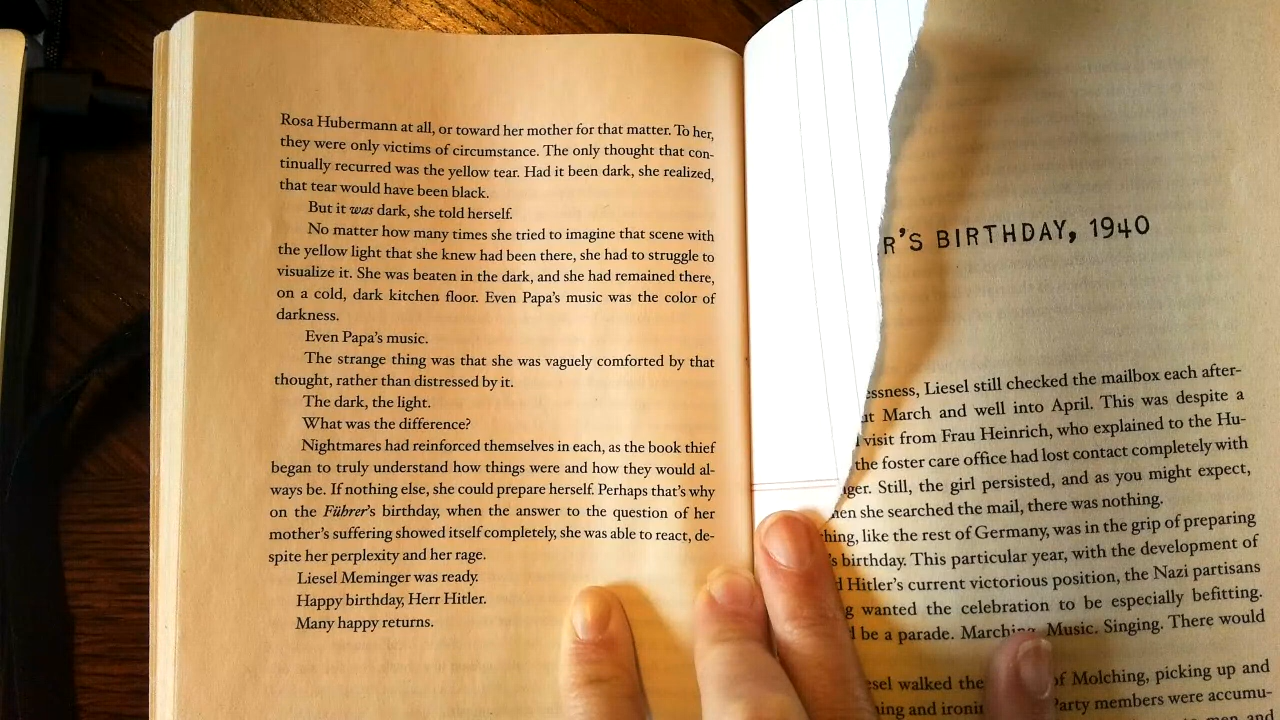 Rosa Hubermann at all, or toward her mother for that matter. To her,
they were only victims of circumstance. The only thought that con-
tinually recurred was the yellow tear. Had it been dark, she realized,
that tear would have been black.
But it was dark, she told herself.
No matter how many times she tried to imagine that scene with
the yellow light that she knew had been there, she had to struggle to
visualize it. She was beaten in the dark, and she had remained there,
on a cold, dark kitchen floor. Even Papa's music was the color of
darkness.
Even Papa's music.
The strange thing was that she was vaguely comforted by that
thought, rather than distressed by it.
The dark, the light.
What was the difference?
Nightmares had reinforced themselves in each, as the book thief
began to truly understand how things were and how they would al-
ways be. If nothing else, she could prepare herself. Perhaps that's why
on the Führer's birthday, when the answer to the question of her
mother's suffering showed itself completely, she was able to react, de-
spite her perplexity and her rage.
Liesel Meminger was ready.
Happy birthday, Herr Hitler.
Many happy returns.
R'S BIRTHDAY, 1940
essness, Liesel still checked the mailbox each after-
ut March and well into April. This was despite a
visit from Frau Heinrich, who explained to the Hu-
the foster care office had lost contact completely with
ger. Still, the girl persisted, and as you might expect,
hen she searched the mail, there was nothing.
hing, like the rest of Germany, was in the grip of preparing
's birthday. This particular year, with the development of
d Hitler's current victorious position, the Nazi partisans
g wanted the celebration to be especially befitting.
l be a parade. Marching. Music. Singing. There would
sel walked the of Molching, picking up and
ing and ironi Party members were accumu-
men and